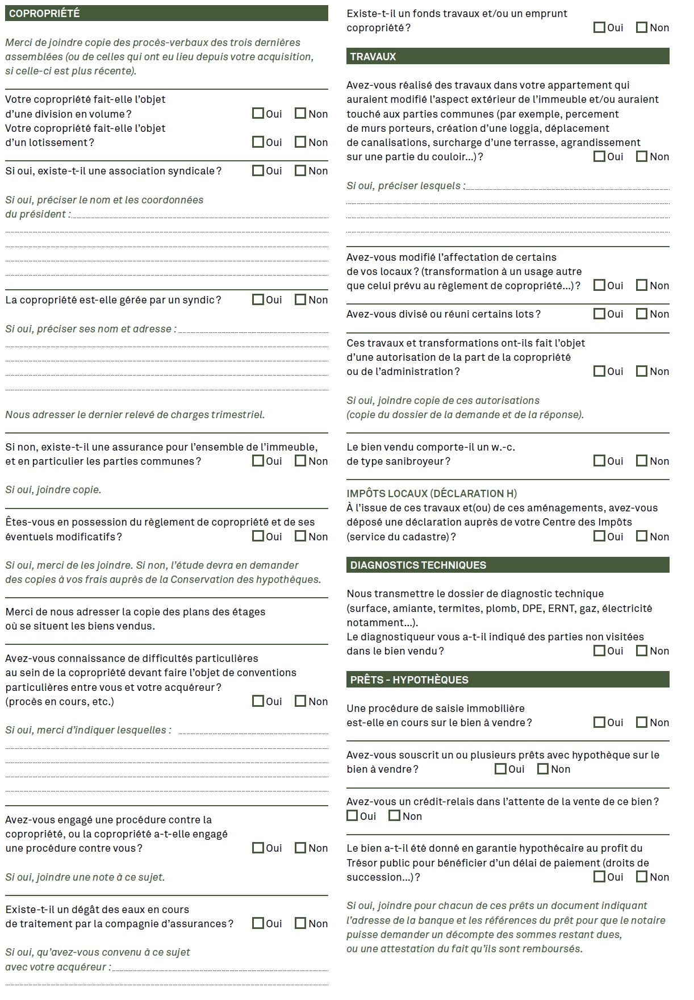 COPROPRIÉTÉ
Merci de joindre copie des procès-verbaux des trois dernières
assemblées (ou de celles qui ont eu lieu depuis votre acquisition,
si celle-ci est plus récente).
Votre copropriété fait-elle l'objet
d'une division en volume ? Oui Non
Votre copropriété fait-elle l'objet
d'un lotissement ? Oui Non
Si oui, existe-t-il une association syndicale ? Oui Non
Si oui, préciser le nom et les coordonnées
du président :
La copropriété est-elle gérée par un syndic ? Oui Non
Si oui, préciser ses nom et adresse :
Nous adresser le dernier relevé de charges trimestriel.
Si non, existe-t-il une assurance pour l'ensemble de l'immeuble,
et en particulier les parties communes ? Oui Non
Si oui, joindre copie.
Êtes-vous en possession du règlement de copropriété et de ses
éventuels modificatifs ? Oui Non
Si oui, merci de les joindre. Si non, l'étude devra en demander
des copies à vos frais auprès de la Conservation des hypothèques.
Merci de nous adresser la copie des plans des étages
où se situent les biens vendus.
Avez-vous connaissance de difficultés particulières
au sein de la copropriété devant faire l'objet de conventions
particulières entre vous et votre acquéreur ?
(procès en cours, etc.) Oui Non
Si oui, merci d'indiquer lesquelles :
Avez-vous engagé une procédure contre la
copropriété, ou la copropriété a-t-elle engagé
une procédure contre vous ? Oui Non
Si oui, joindre une note à ce sujet.
Existe-t-il un dégât des eaux en cours
de traitement par la compagnie d'assurances ? Oui Non
Si oui, qu'avez-vous convenu à ce sujet
avec votre acquéreur :
Existe-t-il un fonds travaux et/ou un emprunt
copropriété ? Oui Non
TRAVAUX
Avez-vous réalisé des travaux dans votre appartement qui
auraient modifié l'aspect extérieur de l'immeuble et/ou auraient
touché aux parties communes (par exemple, percement
de murs porteurs, création d'une loggia, déplacement
de canalisations, surcharge d'une terrasse, agrandissement
sur une partie du couloir...) ? Oui Non
Si oui, préciser lesquels :
Avez-vous modifié l'affectation de certains
de vos locaux ? (transformation à un usage autre
que celui prévu au règlement de copropriété...) ? Oui Non
Avez-vous divisé ou réuni certains lots ? Oui Non
Ces travaux et transformations ont-ils fait l'objet
d'une autorisation de la part de la copropriété
ou de l'administration ? Oui Non
Si oui, joindre copie de ces autorisations
(copie du dossier de la demande et de la réponse).
Le bien vendu comporte-il un w.-c.
de type sanibroyeur ? Oui Non
IMPÔTS LOCAUX (DÉCLARATION H)
À l'issue de ces travaux et(ou) de ces aménagements, avez-vous
déposé une déclaration auprès de votre Centre des Impôts
(service du cadastre) ? Oui Non
DIAGNOSTICS TECHNIQUES
Nous transmettre le dossier de diagnostic technique
(surface, amiante, termites, plomb, DPE, ERNT, gaz, électricité
notamment...).
Le diagnostiqueur vous a-t-il indiqué des parties non visitées
dans le bien vendu ? Oui Non
PRÊTS - HYPOTHÈQUES
Une procédure de saisie immobilière
est-elle en cours sur le bien à vendre ? Oui Non
Avez-vous souscrit un ou plusieurs prêts avec hypothèque sur le
bien à vendre ? Oui Non
Avez-vous un crédit-relais dans l'attente de la vente de ce bien ?
Oui Non
Le bien a-t-il été donné en garantie hypothécaire au profit du
Trésor public pour bénéficier d'un délai de paiement (droits de
succession...) ? Oui Non
Si oui, joindre pour chacun de ces prêts un document indiquant
l'adresse de la banque et les références du prêt pour que le notaire
puisse demander un décompte des sommes restant dues,
ou une attestation du fait qu'ils sont remboursés.